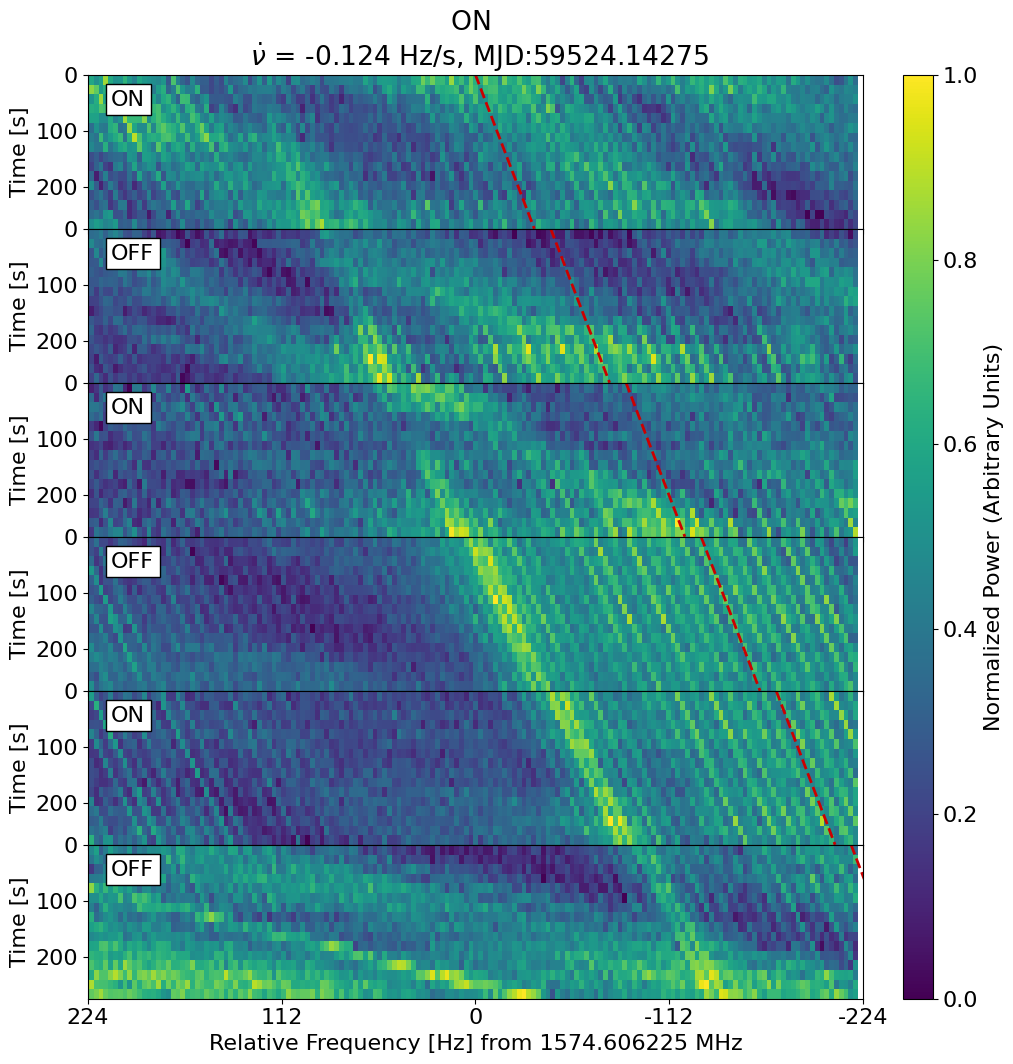 ON
ν̇ = -0.124 Hz/s, MJD:59524.14275
0
ON
100
200
Time [s]
0
OFF
100
200
Time [s]
0
ON
100
200
Time [s]
0
OFF
100
200
Time [s]
0
ON
100
200
Time [s]
0
OFF
100
200
Time [s]
224 112 0 -112 -224
Relative Frequency [Hz] from 1574.606225 MHz
1.0
0.8
0.6
0.4
0.2
0.0
Normalized Power (Arbitrary Units)